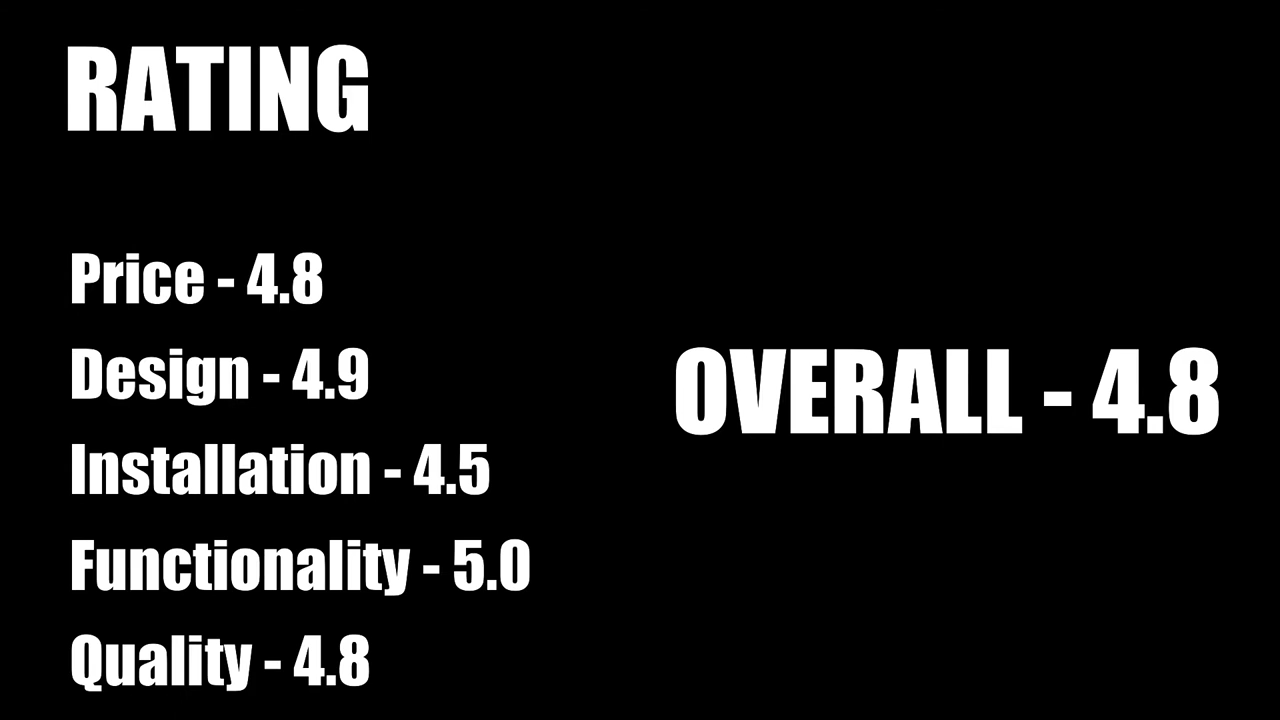 RATING
Price - 4.8
Design - 4.9
Installation - 4.5
Functionality - 5.0
Quality - 4.8
OVERALL - 4.8